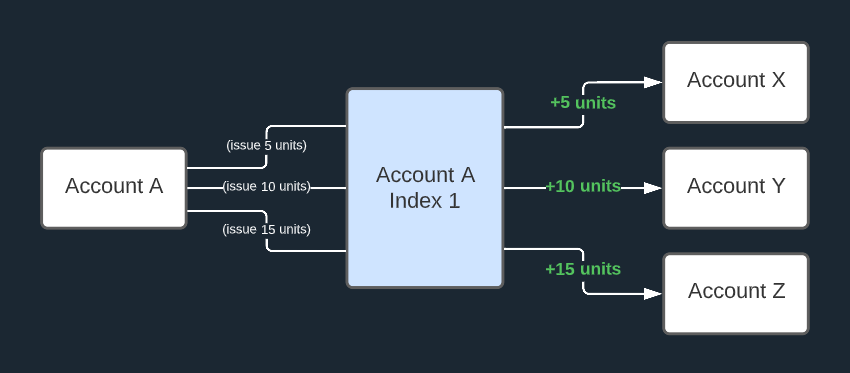 Account A
(issue 5 units)
(issue 10 units)
(issue 15 units)
Account A
Index 1
+5 units
+10 units
+15 units
Account X
Account Y
Account Z